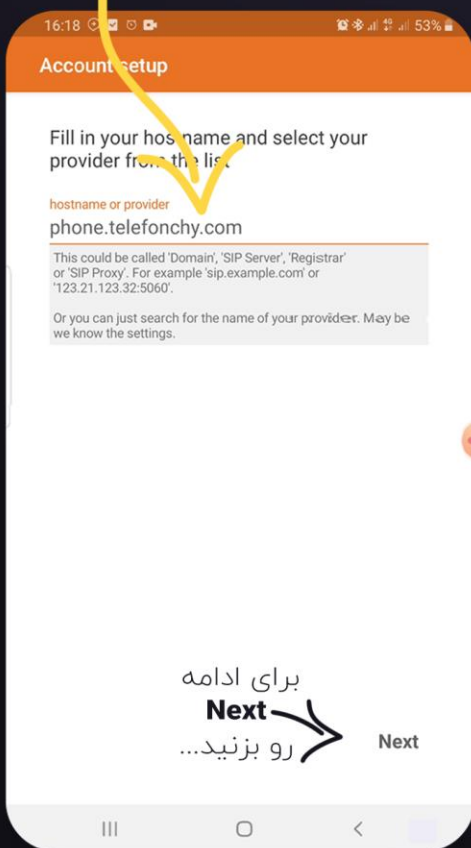 16:18
4G
53%
Account setup
Fill in your hostname and select your
provider from the list
hostname or provider
phone.telefonchy.com
This could be called 'Domain', 'SIP Server', 'Registrar'
or 'SIP Proxy'. For example 'sip.example.com' or
'123.21.123.32:5060'.
Or you can just search for the name of your provider. May be
we know the settings.
برای ادامه
Next
رو بزنید...
Next